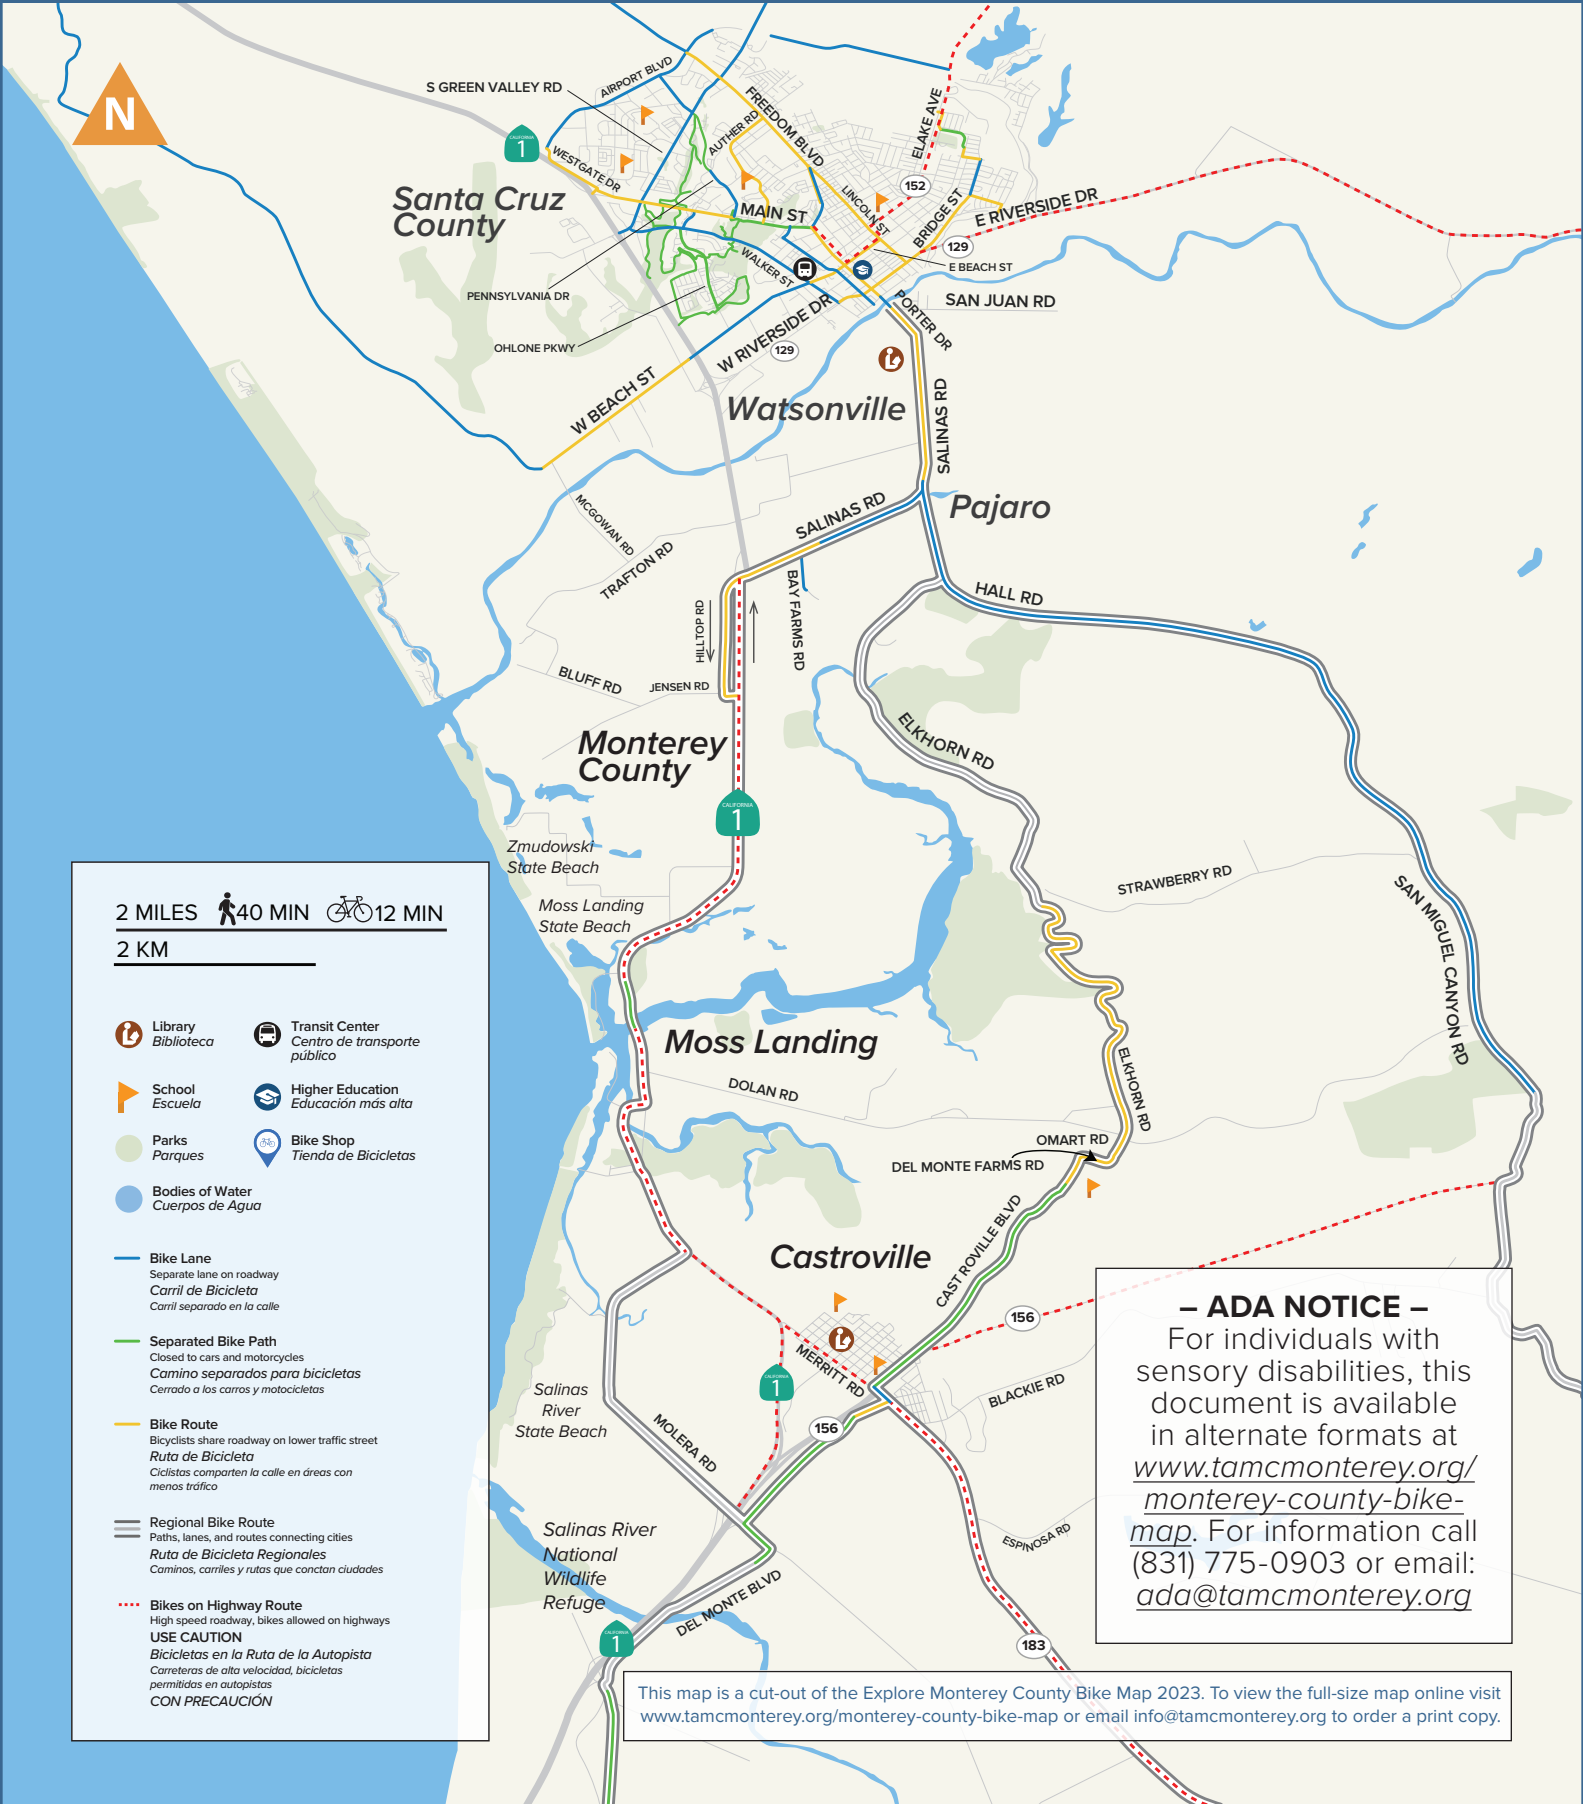 N
S GREEN VALLEY RD
AIRPORT BLVD
CALIFORNIA
1
WESTGATE DR
AUTHER RD
FREEDOM BLVD
ELAKE AVE
152
LINCOLN ST
BRIDGE ST
E RIVERSIDE DR
129
E BEACH ST
Santa Cruz
County
MAIN ST
WALKER ST
PENNSYLVANIA DR
OHLONE PKWY
SAN JUAN RD
PORTER DR
W RIVERSIDE DR
129
W BEACH ST
Watsonville
SALINAS RD
MCGOWAN RD
TRAFTON RD
SALINAS RD
Pajaro
HALL RD
HILLTOP RD
BAY FARMS RD
BLUFF RD
JENSEN RD
ELKHORN RD
Monterey
County
CALIFORNIA
1
Zmudowski
State Beach
STRAWBERRY RD
SAN MIGUEL CANYON RD
Moss Landing
State Beach
Moss Landing
DOLAN RD
ELKHORN RD
OMART RD
DEL MONTE FARMS RD
CASTROVILLE BLVD
Castroville
156
MERRITT RD
CALIFORNIA
1
BLACKIE RD
Salinas
River
State Beach
MOLERA RD
156
ESPINOSA RD
Salinas River
National
Wildlife
Refuge
DEL MONTE BLVD
CALIFORNIA
1
183
2 MILES 40 MIN 12 MIN
2 KM
Library
Biblioteca
Transit Center
Centro de transporte
público
School
Escuela
Higher Education
Educación más alta
Parks
Parques
Bike Shop
Tienda de Bicicletas
Bodies of Water
Cuerpos de Agua
Bike Lane
Separate lane on roadway
Carril de Bicicleta
Carril separado en la calle
Separated Bike Path
Closed to cars and motorcycles
Camino separados para bicicletas
Cerrado a los carros y motocicletas
Bike Route
Bicyclists share roadway on lower traffic street
Ruta de Bicicleta
Ciclistas comparten la calle en áreas con
menos tráfico
Regional Bike Route
Paths, lanes, and routes connecting cities
Ruta de Bicicleta Regionales
Caminos, carriles y rutas que conctan ciudades
Bikes on Highway Route
High speed roadway, bikes allowed on highways
USE CAUTION
Bicicletas en la Ruta de la Autopista
Carreteras de alta velocidad, bicicletas
permitidas en autopistas
CON PRECAUCIÓN
– ADA NOTICE –
For individuals with
sensory disabilities, this
document is available
in alternate formats at
www.tamcmonterey.org/
monterey-county-bike-
map. For information call
(831) 775-0903 or email:
ada@tamcmonterey.org
This map is a cut-out of the Explore Monterey County Bike Map 2023. To view the full-size map online visit
www.tamcmonterey.org/monterey-county-bike-map or email info@tamcmonterey.org to order a print copy.